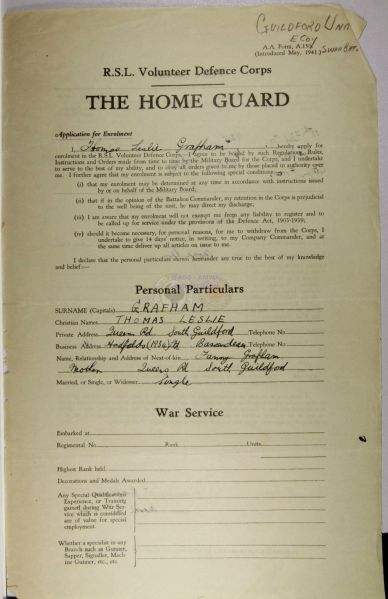 GUILDFORD UNIT
E COY
A.A. Form, A.150
(Introduced May, 1941.) SWAN BAT.
R.S.L. Volunteer Defence Corps
THE HOME GUARD
Application for Enrolment
I, Thomas Leslie Grafham hereby apply for
enrolment to the R.S.L. Volunteer Defence Corps. I agree to be bound by such Regulations, Rules,
Instructions and Orders made from time to time by the Military Board for the Corps, and I undertake
to serve to the best of my ability, and to obey all orders given to me by those placed in authority over
me. I further agree that my enrolment is subject to the following special conditions:—
(i) that my enrolment may be determined at any time in accordance with instructions issued
by or on behalf of the Military Board;
(ii) that if in the opinion of the Battalion Commander, my retention in the Corps is prejudicial
to the well being of the unit, he may direct my discharge;
(iii) I am aware that my enrolment will not exempt me from any liability to register and to
be called up for service under the provisions of the Defence Act, 1903-1939;
(iv) should it become necessary, for personal reasons, for me to withdraw from the Corps, I
undertake to give 14 days' notice, in writing, to my Company Commander, and at
the same time deliver up all articles on issue to me.
I declare that the personal particulars shown hereunder are true to the best of my knowledge
and belief:—
Personal Particulars
SURNAME (Capitals) GRAFHAM
Christian Names THOMAS LESLIE
Private Address Queens Rd. South Guildford Telephone No
Business Address Hadfolds (1934) Ltd Bassendean Telephone No
Name, Relationship and Address of Next-of-kin Fanny Grafham
Mother Queens Rd South Guildford
Married, or Single, or Widower Single
War Service
Embarked at
Regimental No. Rank Units
Highest Rank held
Decorations and Medals Awarded
Any Special Qualifications
Experience, or Training
gained during War Ser-
vice which is considered
are of value for special
employment.
Whether a specialist in any
Branch such as Gunner,
Sapper, Signaller, Mach-
ine Gunner, etc., etc.